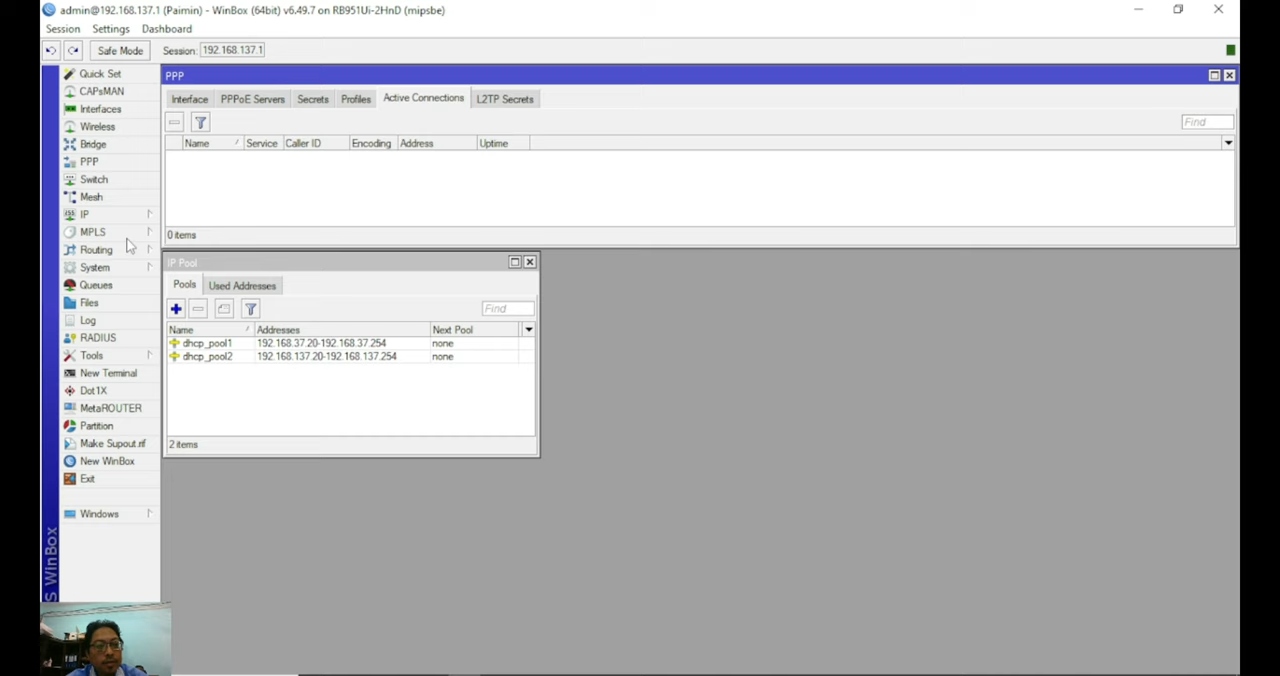 admin@192.168.137.1 (Paimin) - WinBox (64bit) v6.49.7 on RB951Ui-2HnD (mipsbe)
Session Settings Dashboard
Safe Mode Session: 192.168.137.1
Quick Set
CAPsMAN
Interfaces
Wireless
Bridge
PPP
Switch
Mesh
IP
MPLS
Routing
System
Queues
Files
Log
RADIUS
Tools
New Terminal
Dot1X
MetaROUTER
Partition
Make Supout.rif
New WinBox
Exit
Windows
S WinBox
PPP
Interface PPPoE Servers Secrets Profiles Active Connections L2TP Secrets
Find
Name Service Caller ID Encoding Address Uptime
0 items
IP Pool
Pools Used Addresses
Find
Name Addresses Next Pool
dhcp_pool1 192.168.37.20-192.168.37.254 none
dhcp_pool2 192.168.137.20-192.168.137.254 none
2 items